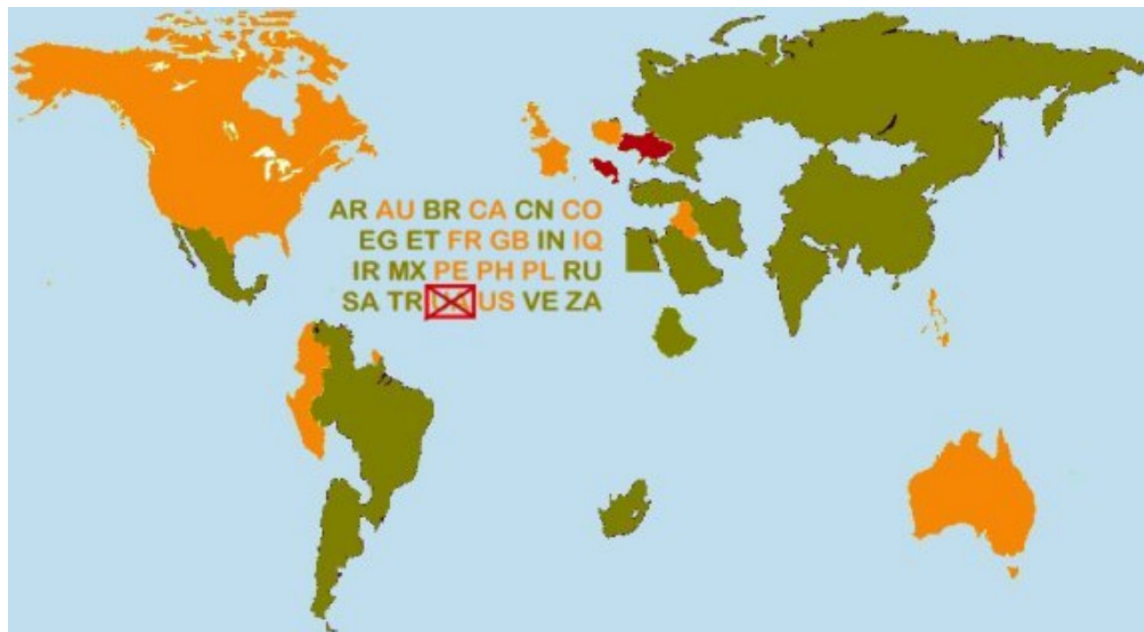 AR AU BR CA CN CO
EG ET FR GB IN IQ
IR MX PE PH PL RU
SA TR US VE ZA